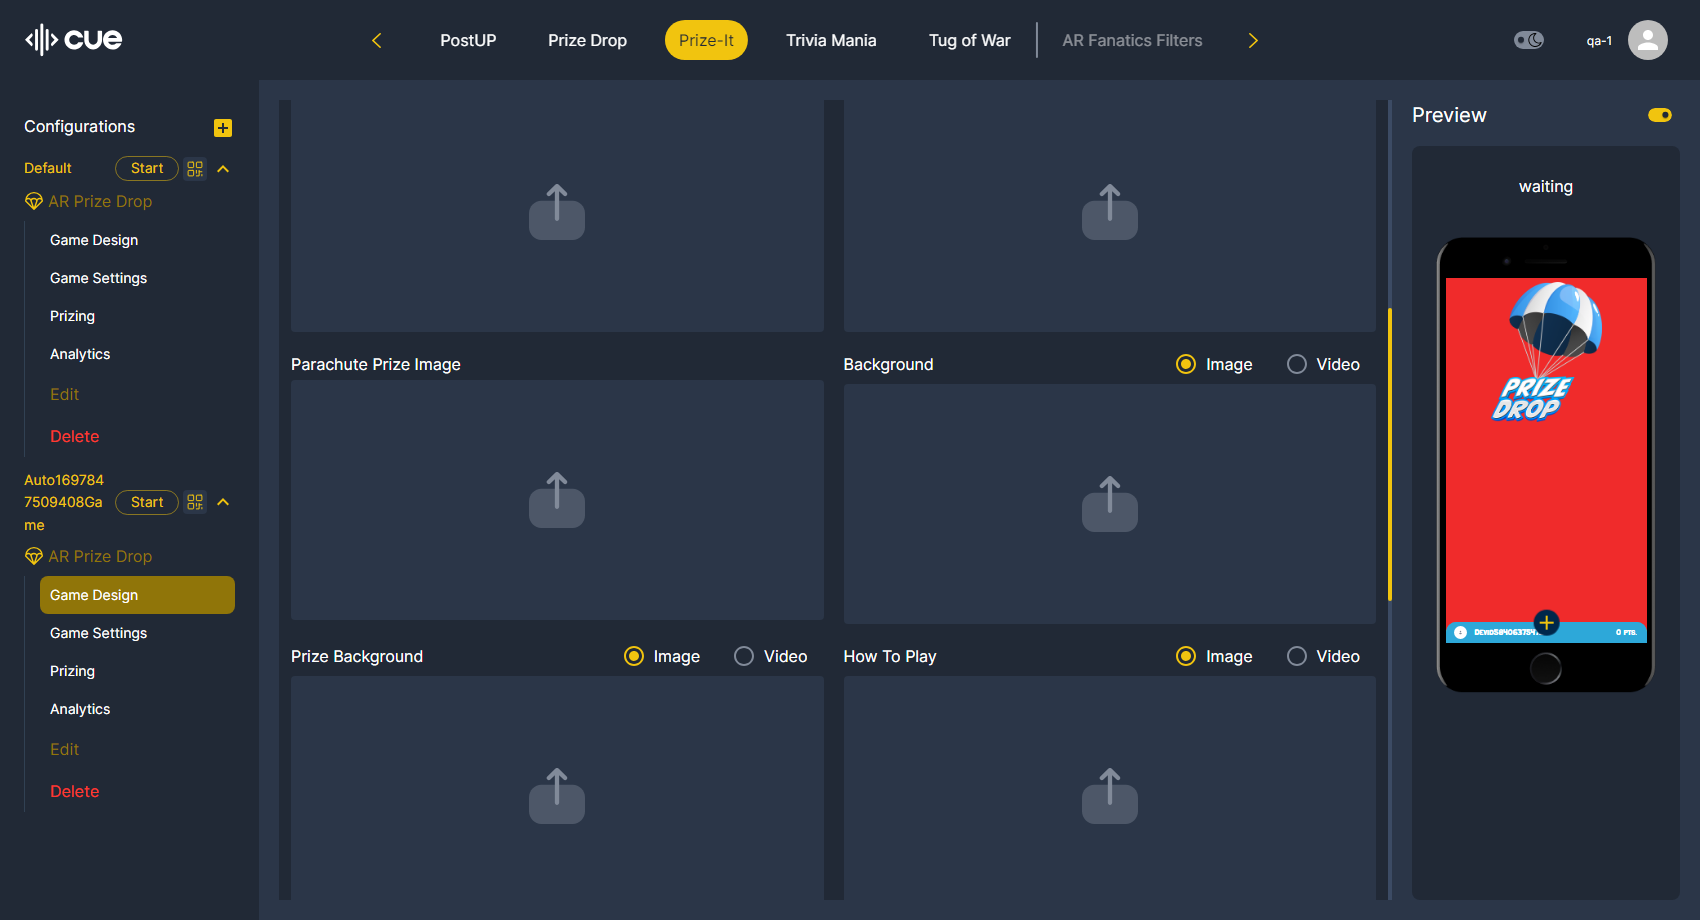 cue
PostUP
Prize Drop
Prize-It
Trivia Mania
Tug of War
AR Fanatics Filters
qa-1
Configurations
Default
Start
AR Prize Drop
Game Design
Game Settings
Prizing
Analytics
Edit
Delete
Auto169784
7509408Ga
me
Start
AR Prize Drop
Game Design
Game Settings
Prizing
Analytics
Edit
Delete
Parachute Prize Image
Background
Image
Video
Prize Background
Image
Video
How To Play
Image
Video
Preview
waiting
PRIZE
DROP
0 PTS.